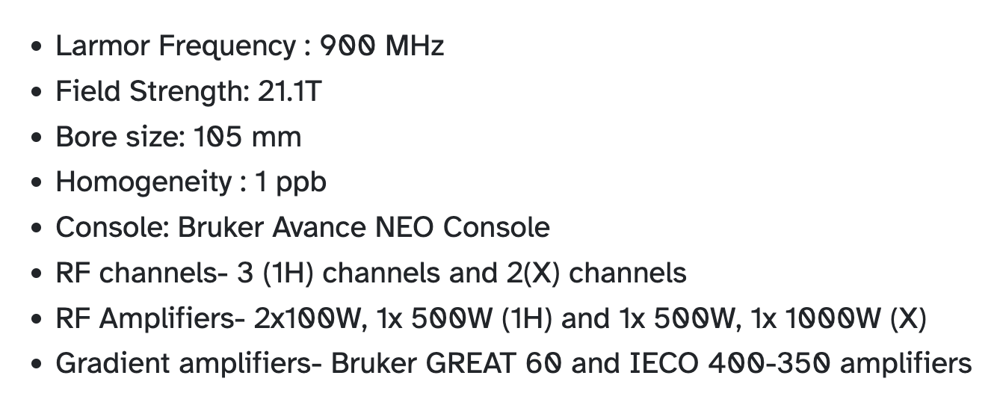 • Larmor Frequency : 900 MHz
• Field Strength: 21.1T
• Bore size: 105 mm
• Homogeneity : 1 ppb
• Console: Bruker Avance NEO Console
• RF channels- 3 (1H) channels and 2(X) channels
• RF Amplifiers- 2x100W, 1x 500W (1H) and 1x 500W, 1x 1000W (X)
• Gradient amplifiers- Bruker GREAT 60 and IECO 400-350 amplifiers